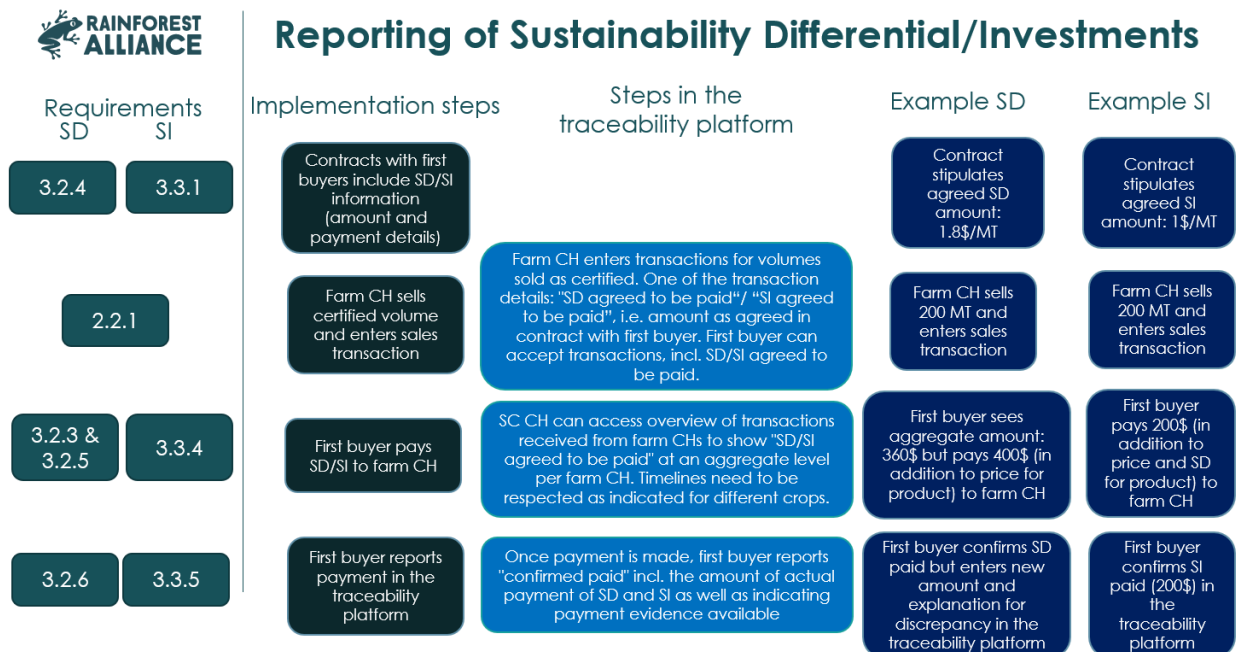 RAINFOREST
ALLIANCE
Reporting of Sustainability Differential/Investments
Requirements
SD
SI
Implementation steps
Steps in the
traceability platform
Example SD
Example SI
3.2.4
3.3.1
Contracts with first
buyers include SD/SI
information
(amount and
payment details)
Contract
stipulates
agreed SD
amount:
1.8$/MT
Contract
stipulates
agreed SI
amount: 1$/MT
2.2.1
Farm CH sells
certified volume
and enters sales
transaction
Farm CH enters transactions for volumes
sold as certified. One of the transaction
details: "SD agreed to be paid“/ “SI agreed
to be paid”, i.e. amount as agreed in
contract with first buyer. First buyer can
accept transactions, incl. SD/SI agreed to
be paid.
Farm CH sells
200 MT and
enters sales
transaction
Farm CH sells
200 MT and
enters sales
transaction
3.2.3 &
3.2.5
3.3.4
First buyer pays
SD/SI to farm CH
SC CH can access overview of transactions
received from farm CHs to show "SD/SI
agreed to be paid" at an aggregate level
per farm CH. Timelines need to be
respected as indicated for different crops.
First buyer sees
aggregate amount:
360$ but pays 400$ (in
addition to price for
product) to farm CH
First buyer
pays 200$ (in
addition to
price and SD
for product) to
farm CH
3.2.6
3.3.5
First buyer reports
payment in the
traceability
platform
Once payment is made, first buyer reports
"confirmed paid" incl. the amount of actual
payment of SD and SI as well as indicating
payment evidence available
First buyer confirms SD
paid but enters new
amount and
explanation for
discrepancy in the
traceability platform
First buyer
confirms SI
paid (200$) in
the
traceability
platform